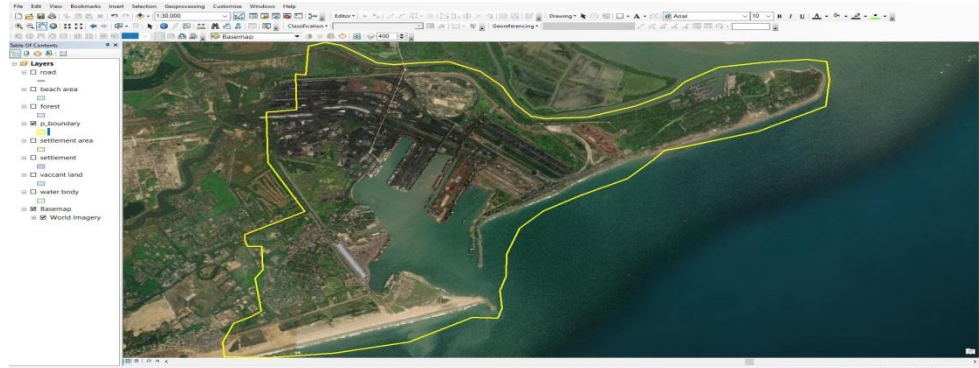 File Edit View Bookmarks Insert Selection Geoprocessing Customize Windows Help
1:30,000 Editor Drawing A Arial 10 B I U A
Classification Georeferencing
Basemap 400
Table Of Contents
Layers
road
beach area
forest
p_boundary
settlement area
settlement
vaccant land
water body
Basemap
World Imagery